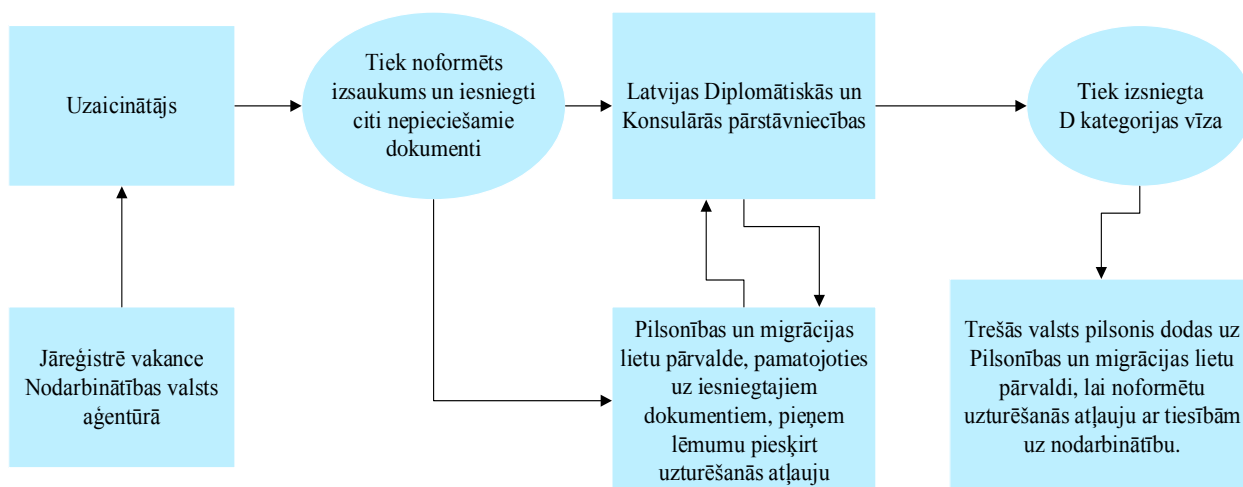 Uzaicinātājs
Tiek noformēts
izsaukums un iesniegti
citi nepieciešamie
dokumenti
Latvijas Diplomātiskās un
Konsulārās pārstāvniecības
Tiek izsniegta
D kategorijas vīza
Jāreģistrē vakance
Nodarbinātības valsts
aģentūrā
Pilsonības un migrācijas
lietu pārvalde, pamatojoties
uz iesniegtajiem
dokumentiem, pieņem
lēmumu piešķirt
uzturēšanās atļauju
Trešās valsts pilsonis dodas uz
Pilsonības un migrācijas lietu
pārvaldi, lai noformētu
uzturēšanās atļauju ar tiesībām
uz nodarbinātību.